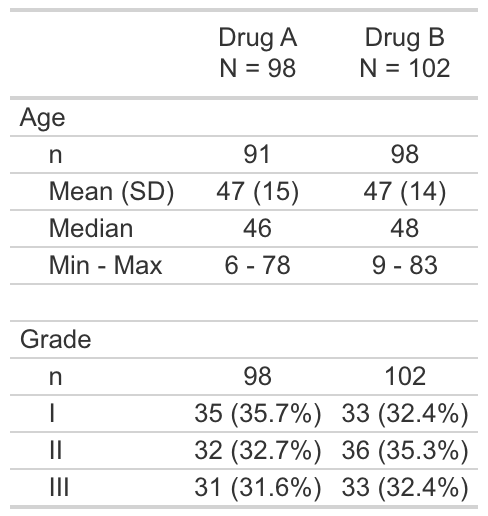 Drug A Drug B
N = 98 N = 102
Age
n 91 98
Mean (SD) 47 (15) 47 (14)
Median 46 48
Min - Max 6 - 78 9 - 83
Grade
n 98 102
I 35 (35.7%) 33 (32.4%)
II 32 (32.7%) 36 (35.3%)
III 31 (31.6%) 33 (32.4%)